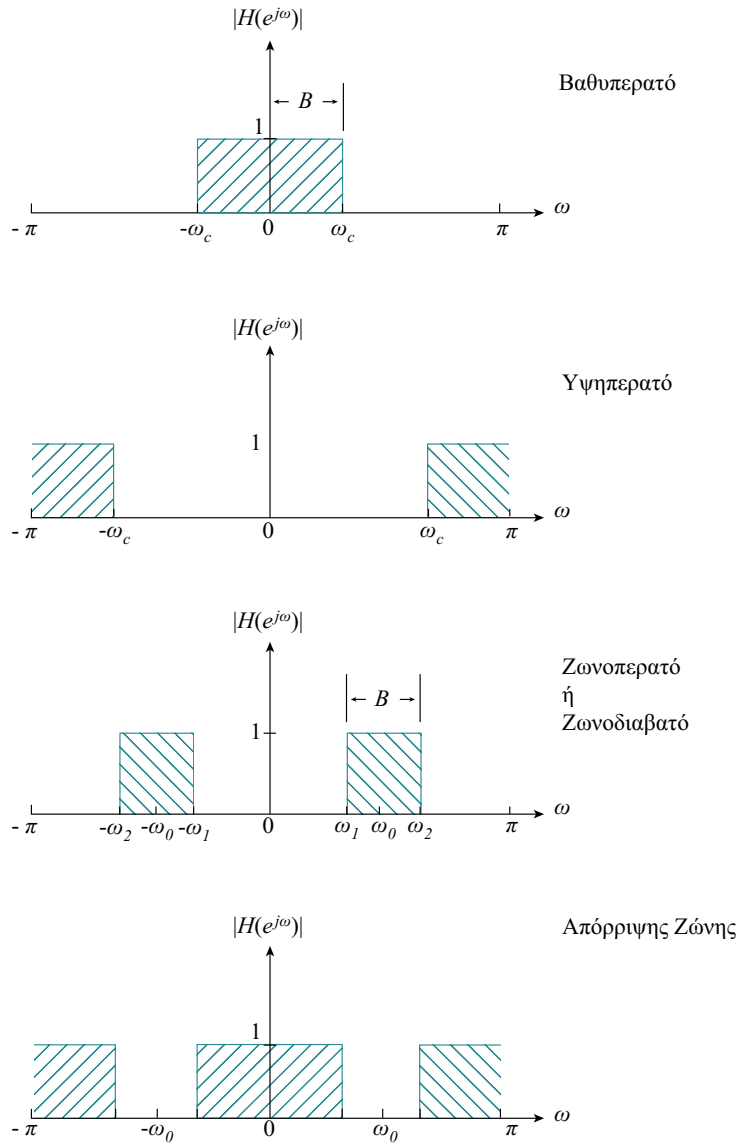 |H(e^{jω})|
Βαθυπερατό
B
1
- π -ω_c 0 ω_c π ω
|H(e^{jω})|
Υψηπερατό
1
- π -ω_c 0 ω_c π ω
|H(e^{jω})|
Ζωνοπερατό
ή
Ζωνοδιαβατό
B
1
- π -ω_2 -ω_0 -ω_1 0 ω_1 ω_0 ω_2 π ω
|H(e^{jω})|
Απόρριψης Ζώνης
1
- π -ω_0 0 ω_0 π ω